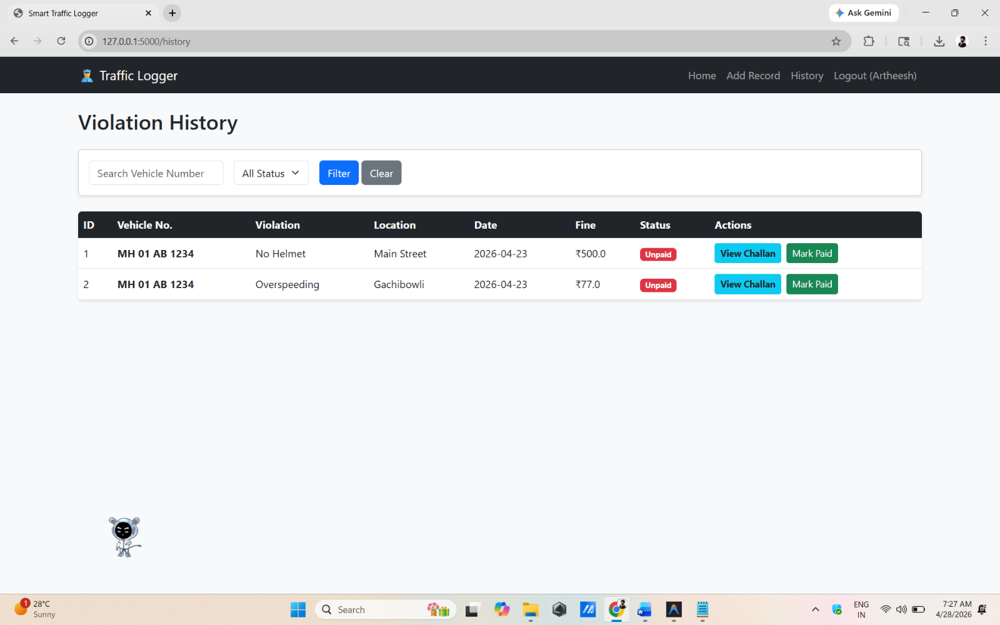 Smart Traffic Logger
Ask Gemini
127.0.0.1:5000/history
Traffic Logger
Home Add Record History Logout (Artheesh)
Violation History
Search Vehicle Number All Status Filter Clear
ID Vehicle No. Violation Location Date Fine Status Actions
1 MH 01 AB 1234 No Helmet Main Street 2026-04-23 ₹500.0 Unpaid View Challan Mark Paid
2 MH 01 AB 1234 Overspeeding Gachibowli 2026-04-23 ₹77.0 Unpaid View Challan Mark Paid
1 28°C
Sunny
Search
W
ENG
IN
7:27 AM
4/28/2026